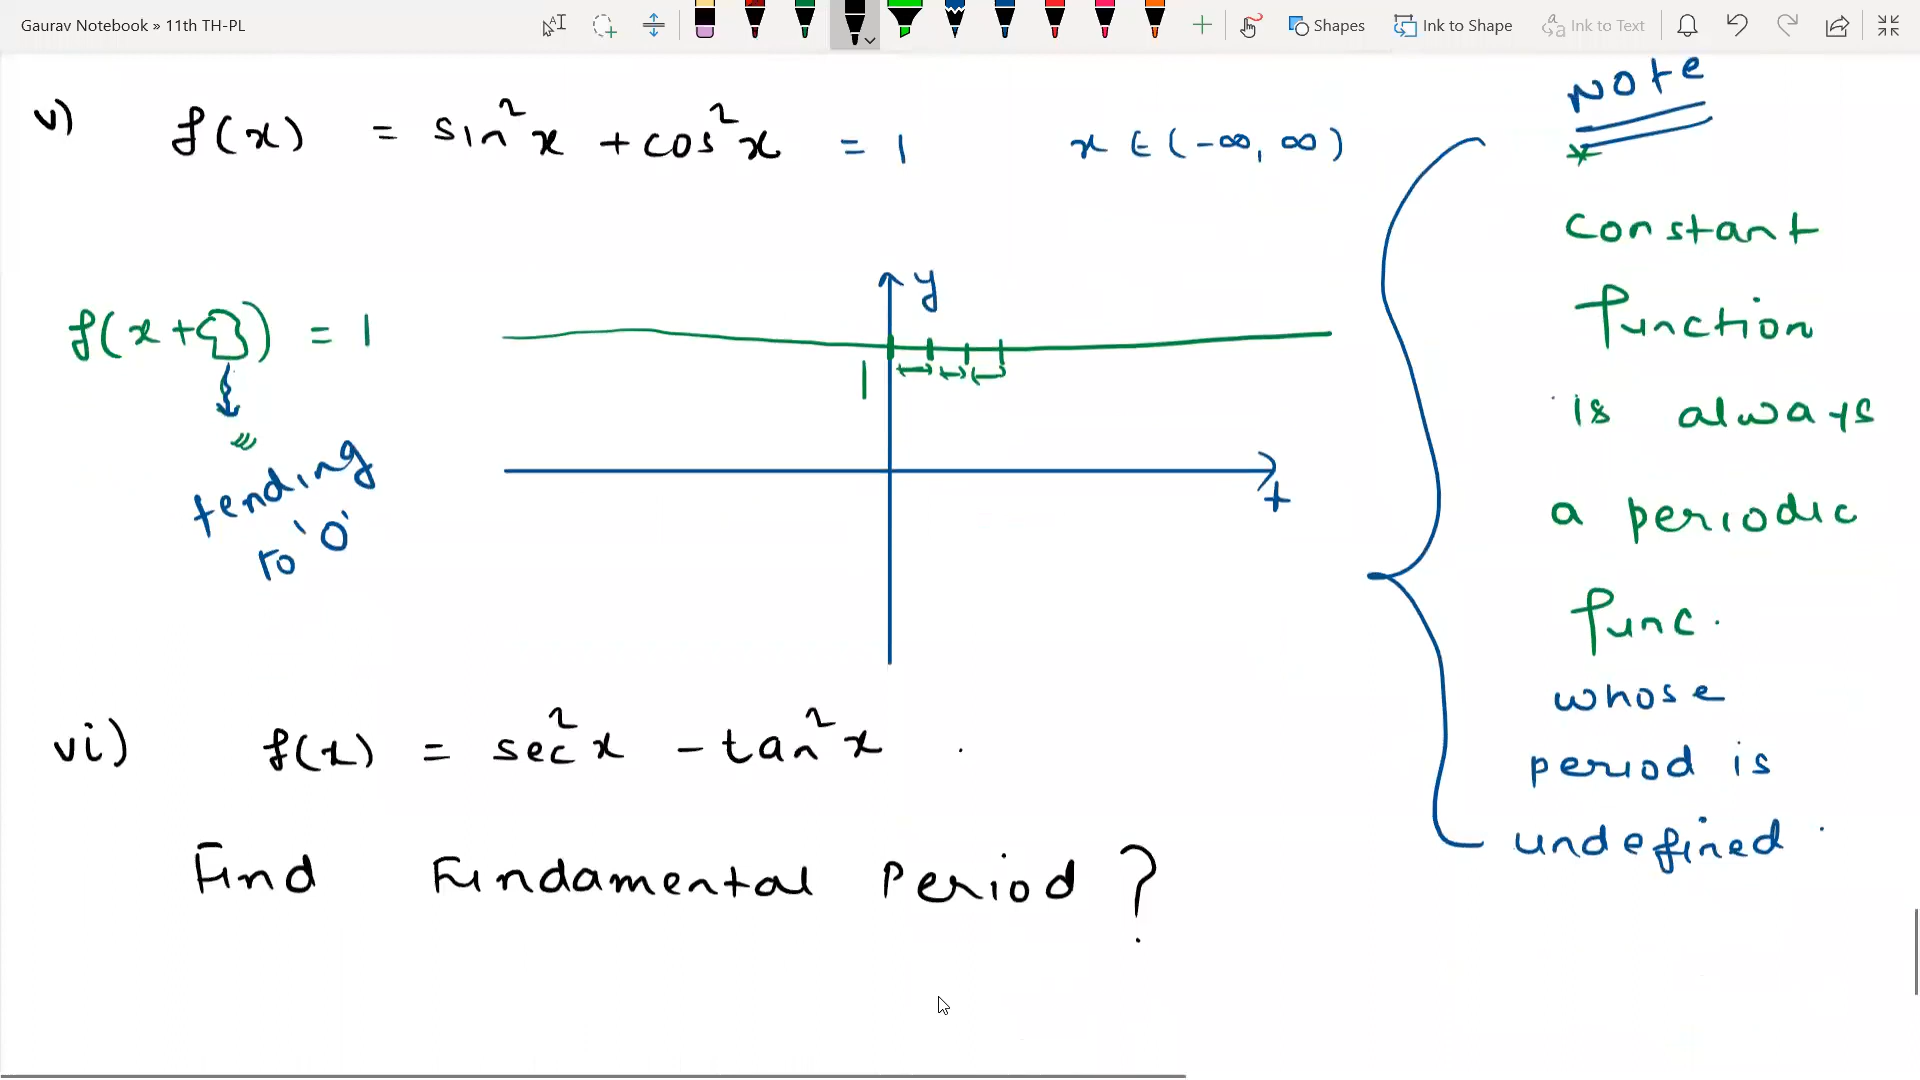 Gaurav Notebook » 11th TH-PL
Shapes
Ink to Shape
Ink to Text
v) f(x) = sin²x + cos²x = 1 x ∈ (-∞, ∞)
f(x+{}) = 1
tending
to '0'
y
1
x
vi) f(x) = sec²x - tan²x .
Find Fundamental Period ?
Note
*
constant
function
is always
a periodic
func.
whose
period is
undefined.